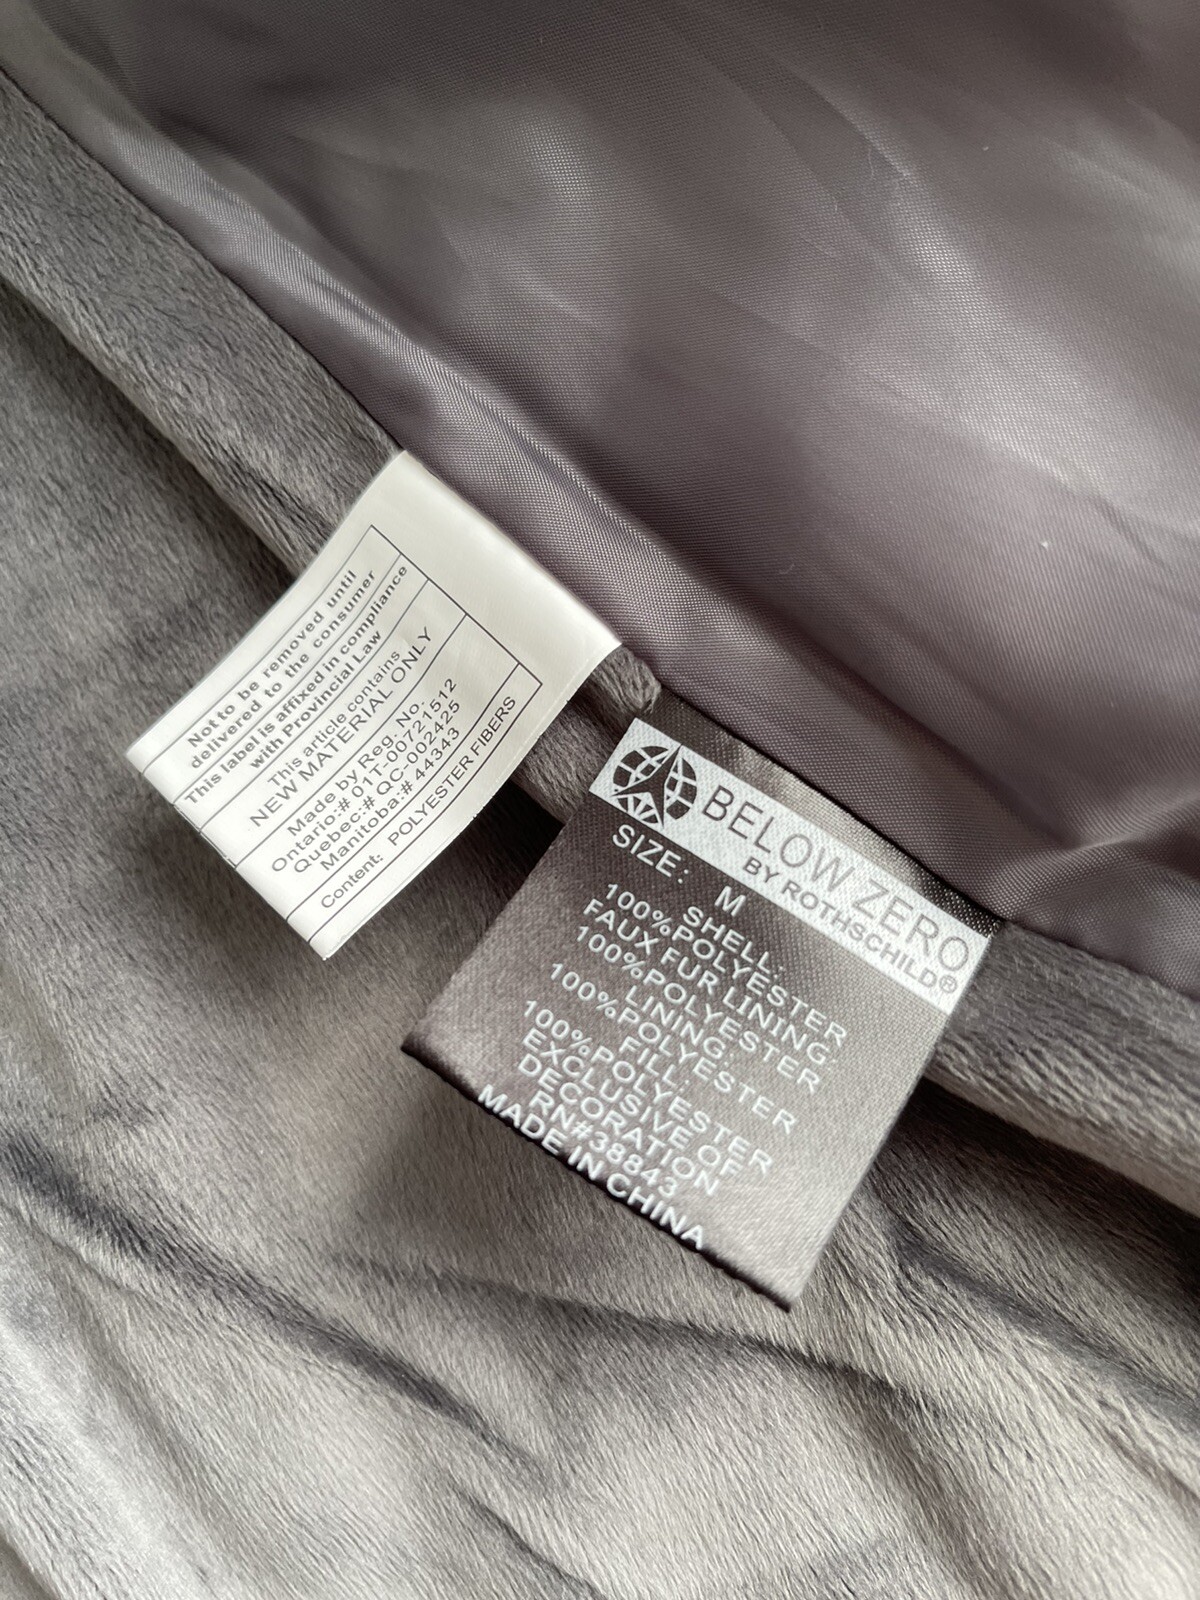 Not to be removed until
delivered to the consumer
This label is affixed in compliance
with Provincial Law
This article contains
NEW MATERIAL ONLY
Made by Reg. No.
Ontario:# 01T-00721512
Quebec:# QC-002425
Manitoba:# 44343
Content: POLYESTER FIBERS
BELOW ZERO
BY ROTHSCHILD®
SIZE: M
SHELL:
100%POLYESTER
FAUX FUR LINING:
100%POLYESTER
LINING:
100%POLYESTER
FILL:
100%POLYESTER
EXCLUSIVE OF
DECORATION
RN#38843
MADE IN CHINA